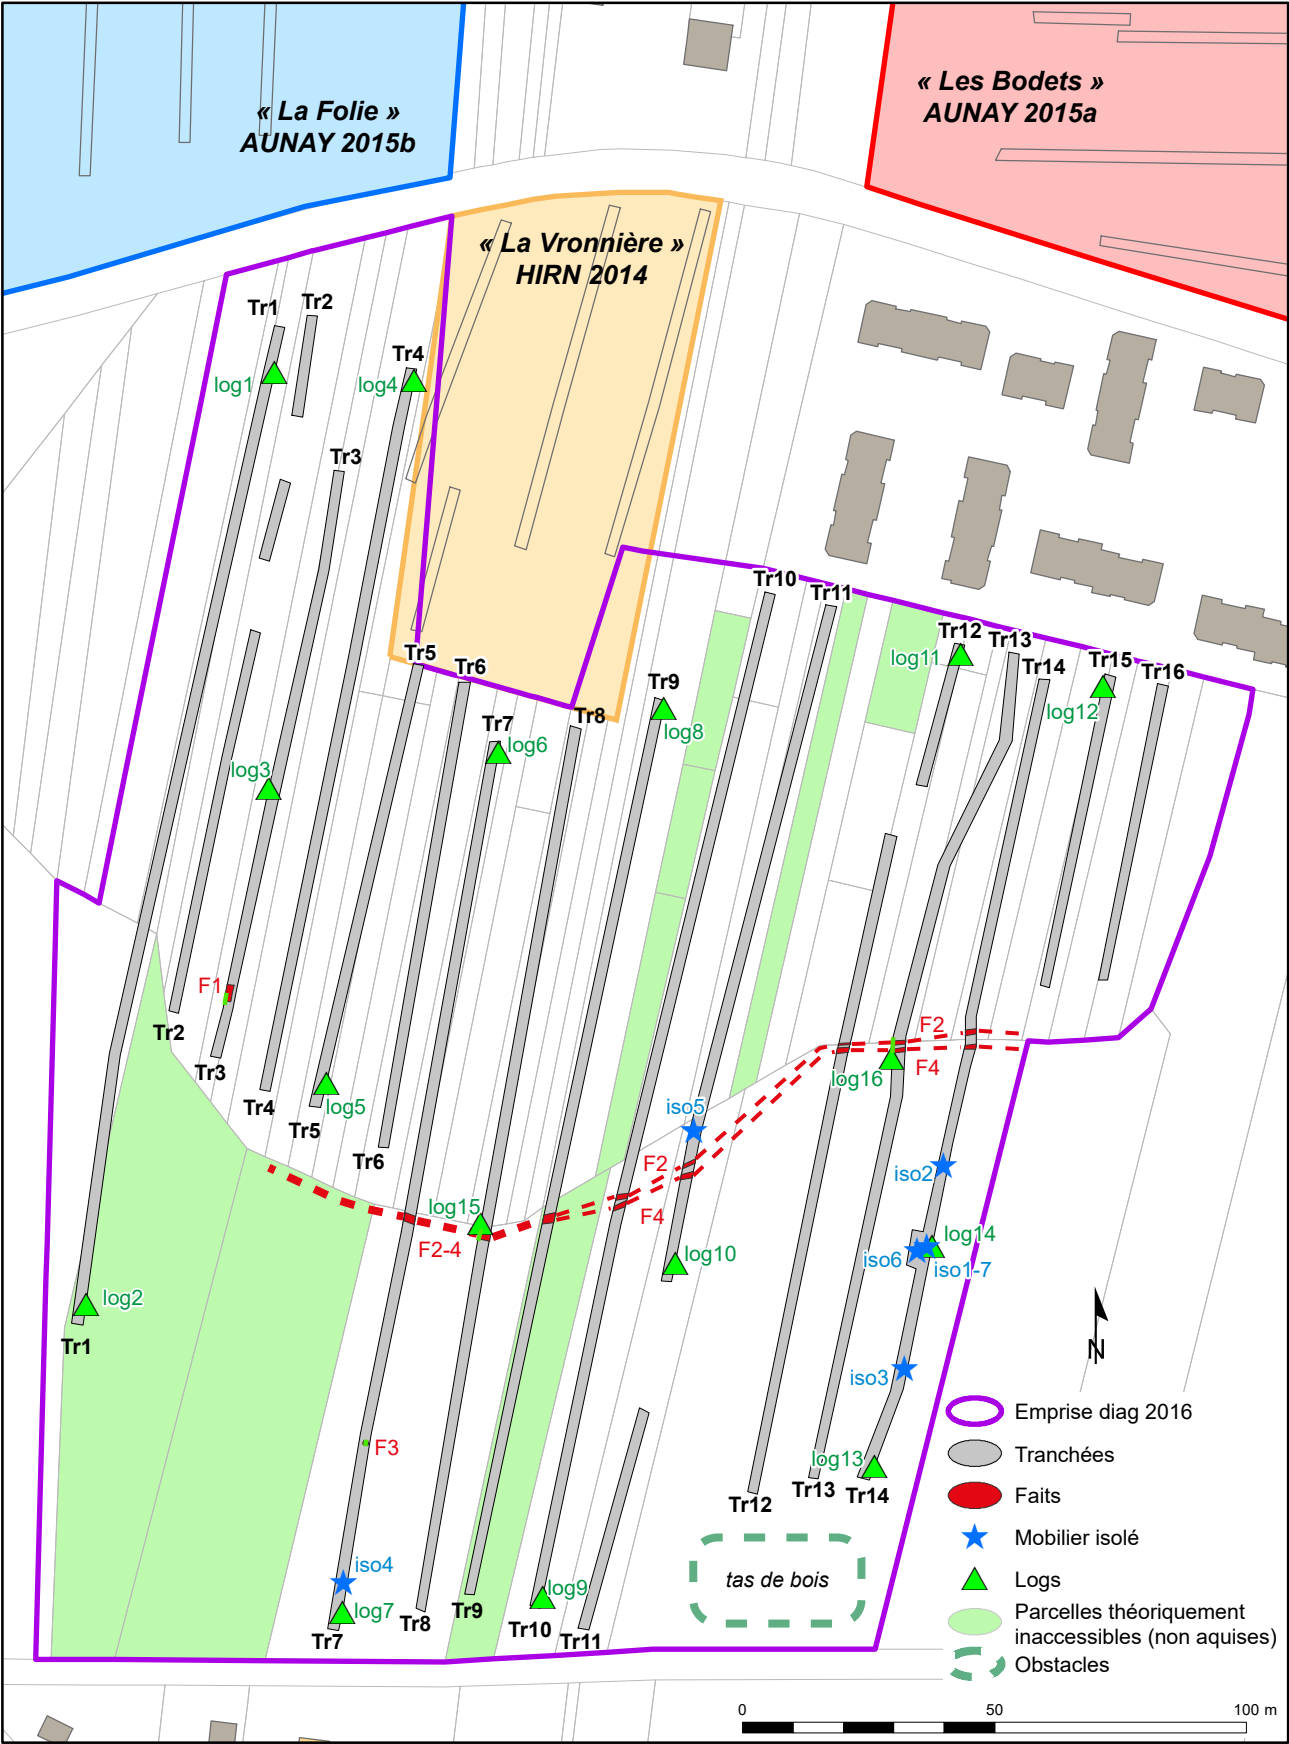 « La Folie »
AUNAY 2015b
« Les Bodets »
AUNAY 2015a
« La Vronnière »
HIRN 2014
Tr1
Tr2
log1
log4
Tr4
Tr3
Tr10
Tr11
Tr12
Tr13
Tr14
Tr15
Tr16
log11
log12
Tr5
Tr6
Tr9
Tr7
Tr8
log6
log8
log3
F1
Tr2
Tr3
Tr4
Tr5
log5
Tr6
F2
F4
log16
iso5
F2
F4
iso2
log15
F2-4
log14
iso6
iso1-7
log10
log2
Tr1
iso3
F3
log13
Tr12
Tr13
Tr14
iso4
log7
log9
Tr7
Tr8
Tr9
Tr10
Tr11
tas de bois
N
Emprise diag 2016
Tranchées
Faits
Mobilier isolé
Logs
Parcelles théoriquement
inaccessibles (non aquises)
Obstacles
0 50 100 m